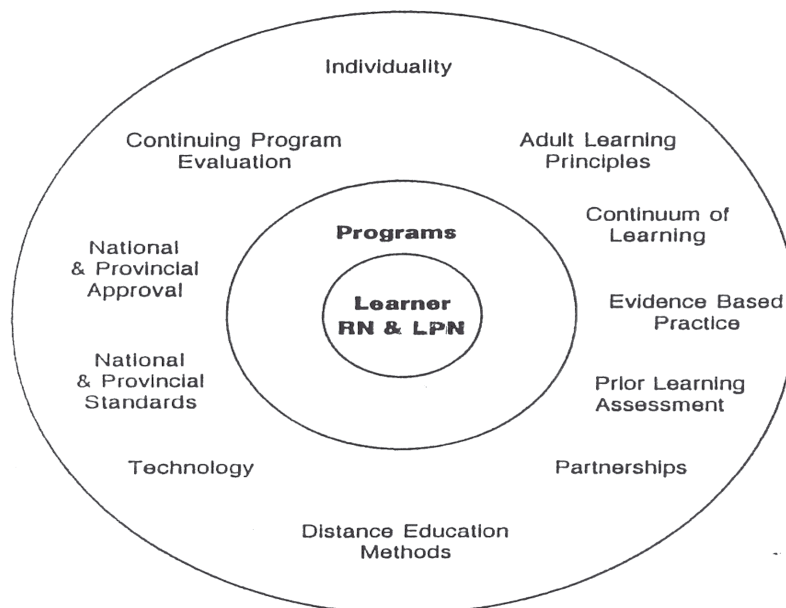 Individuality
Continuing Program
Evaluation
Adult Learning
Principles
Continuum of
Learning
Programs
National
& Provincial
Approval
Learner
RN & LPN
Evidence Based
Practice
National
& Provincial
Standards
Prior Learning
Assessment
Technology
Partnerships
Distance Education
Methods